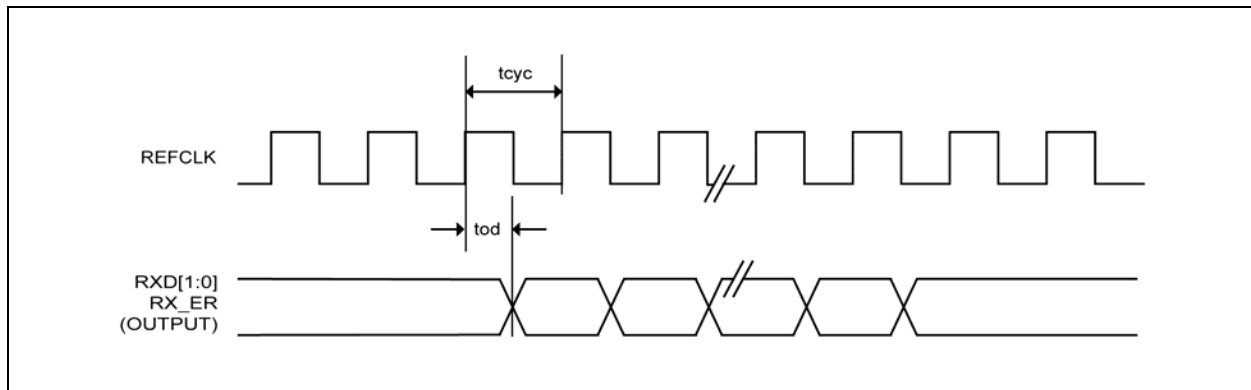 tcyc
REFCLK
tod
RXD[1:0]
RX_ER
(OUTPUT)